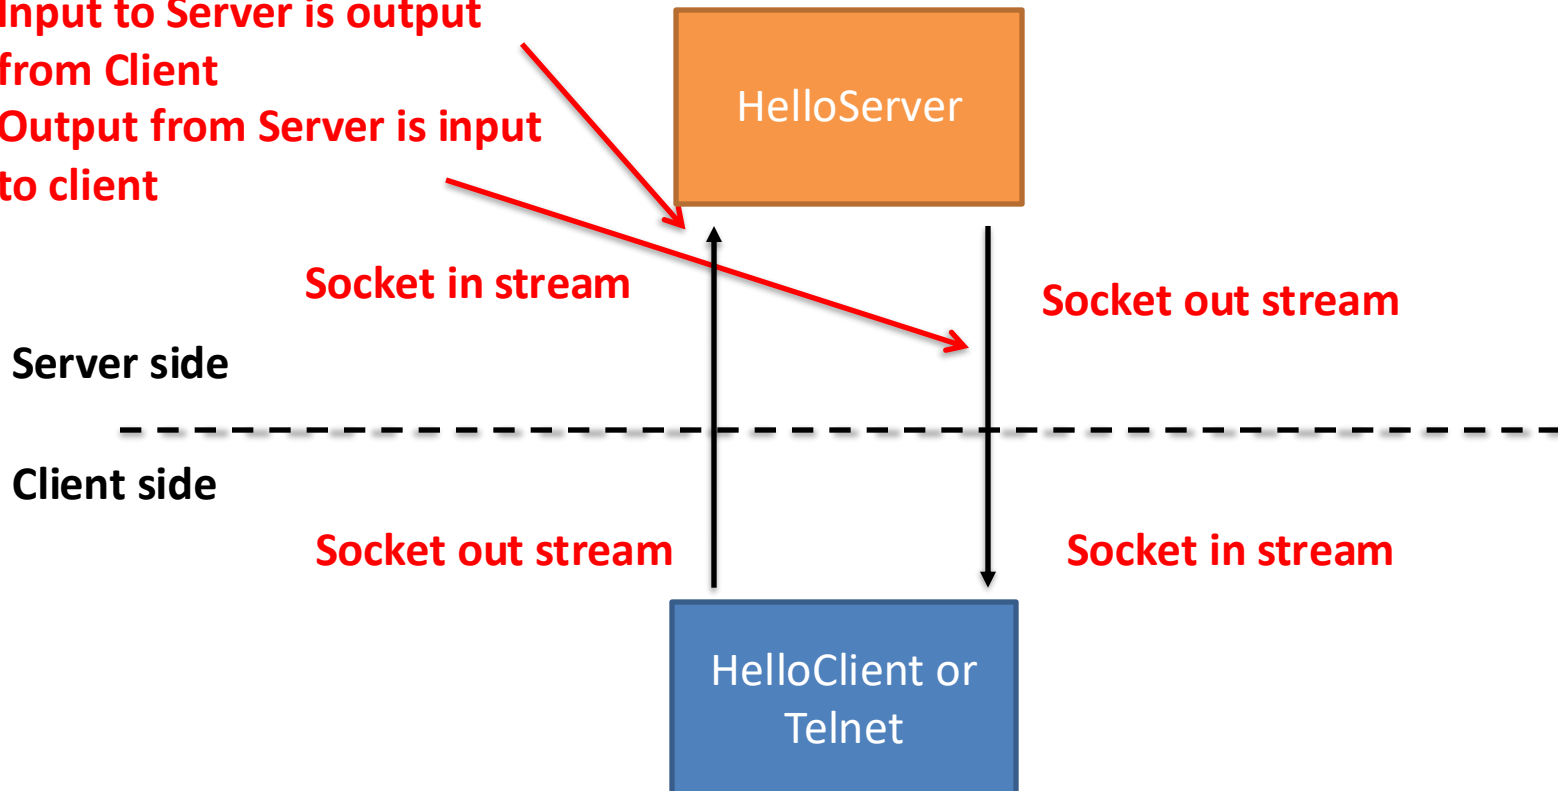 Input to Server is output
from Client
Output from Server is input
to client
HelloServer
Socket in stream
Socket out stream
Server side
Client side
Socket out stream
Socket in stream
HelloClient or
Telnet